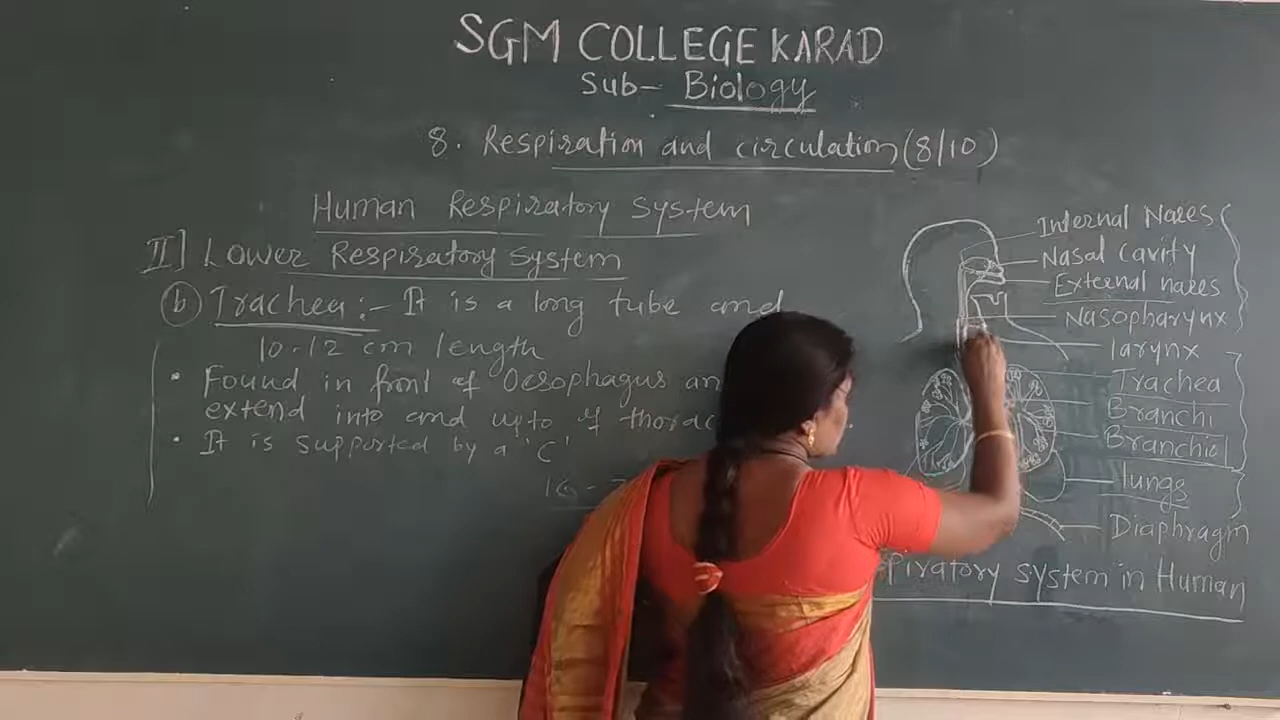 SGM COLLEGE KARAD
Sub- Biology
8. Respiration and circulation (8/10)
Human Respiratory System
II] Lower Respiratory System
(b) Trachea :- It is a long tube and
10-12 cm length
• Found in front of Oesophagus an
extend into and upto of thorac
• It is supported by a 'C'
16-
Internal Nares
Nasal cavity
External nares
Nasopharynx
larynx
Trachea
Branchi
Branchial
lungs
Diaphragm
piratory system in Human